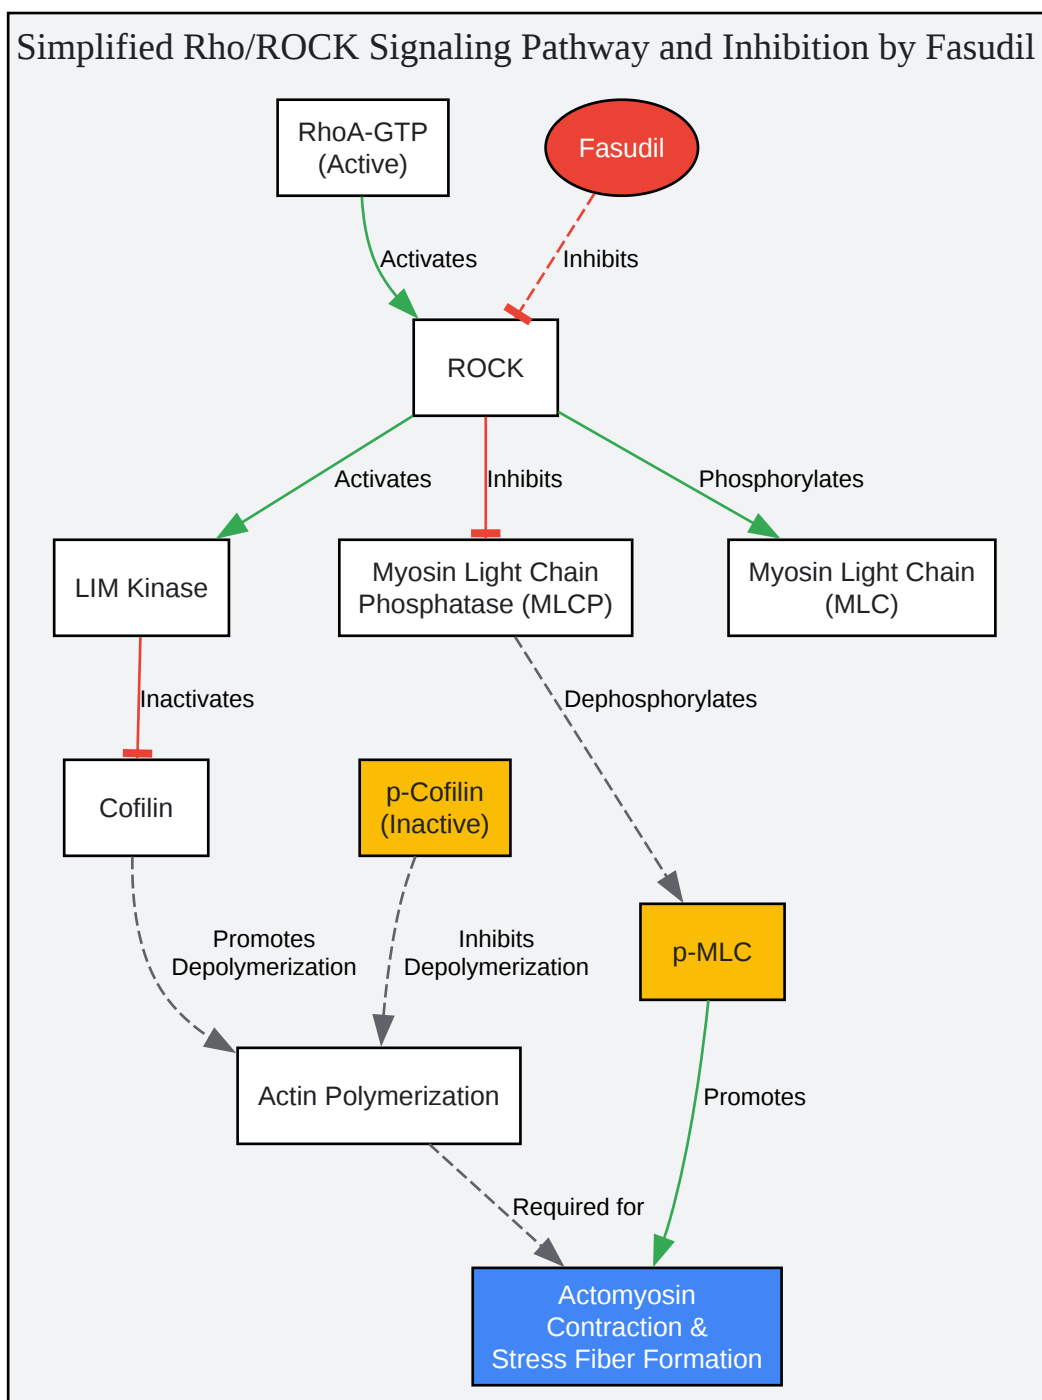 Simplified Rho/ROCK Signaling Pathway and Inhibition by Fasudil
RhoA-GTP
(Active)
Fasudil
Activates
Inhibits
ROCK
Activates
Inhibits
Phosphorylates
LIM Kinase
Myosin Light Chain
Phosphatase (MLCP)
Myosin Light Chain
(MLC)
Inactivates
Dephosphorylates
Cofilin
p-Cofilin
(Inactive)
Promotes
Depolymerization
Inhibits
Depolymerization
p-MLC
Actin Polymerization
Promotes
Required for
Actomyosin
Contraction &
Stress Fiber Formation